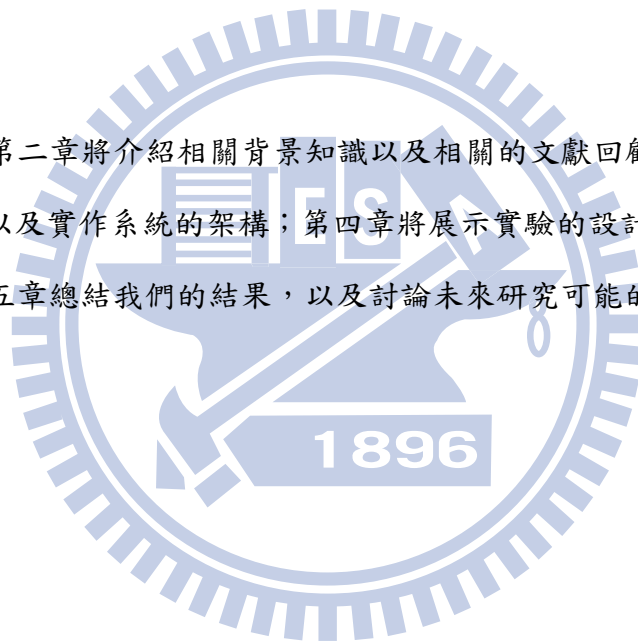 第二章將介紹相關背景知識以及相關的文獻回顧
以及實作系統的架構；第四章將展示實驗的設計
五章總結我們的結果，以及討論未來研究可能的
ESA
1896